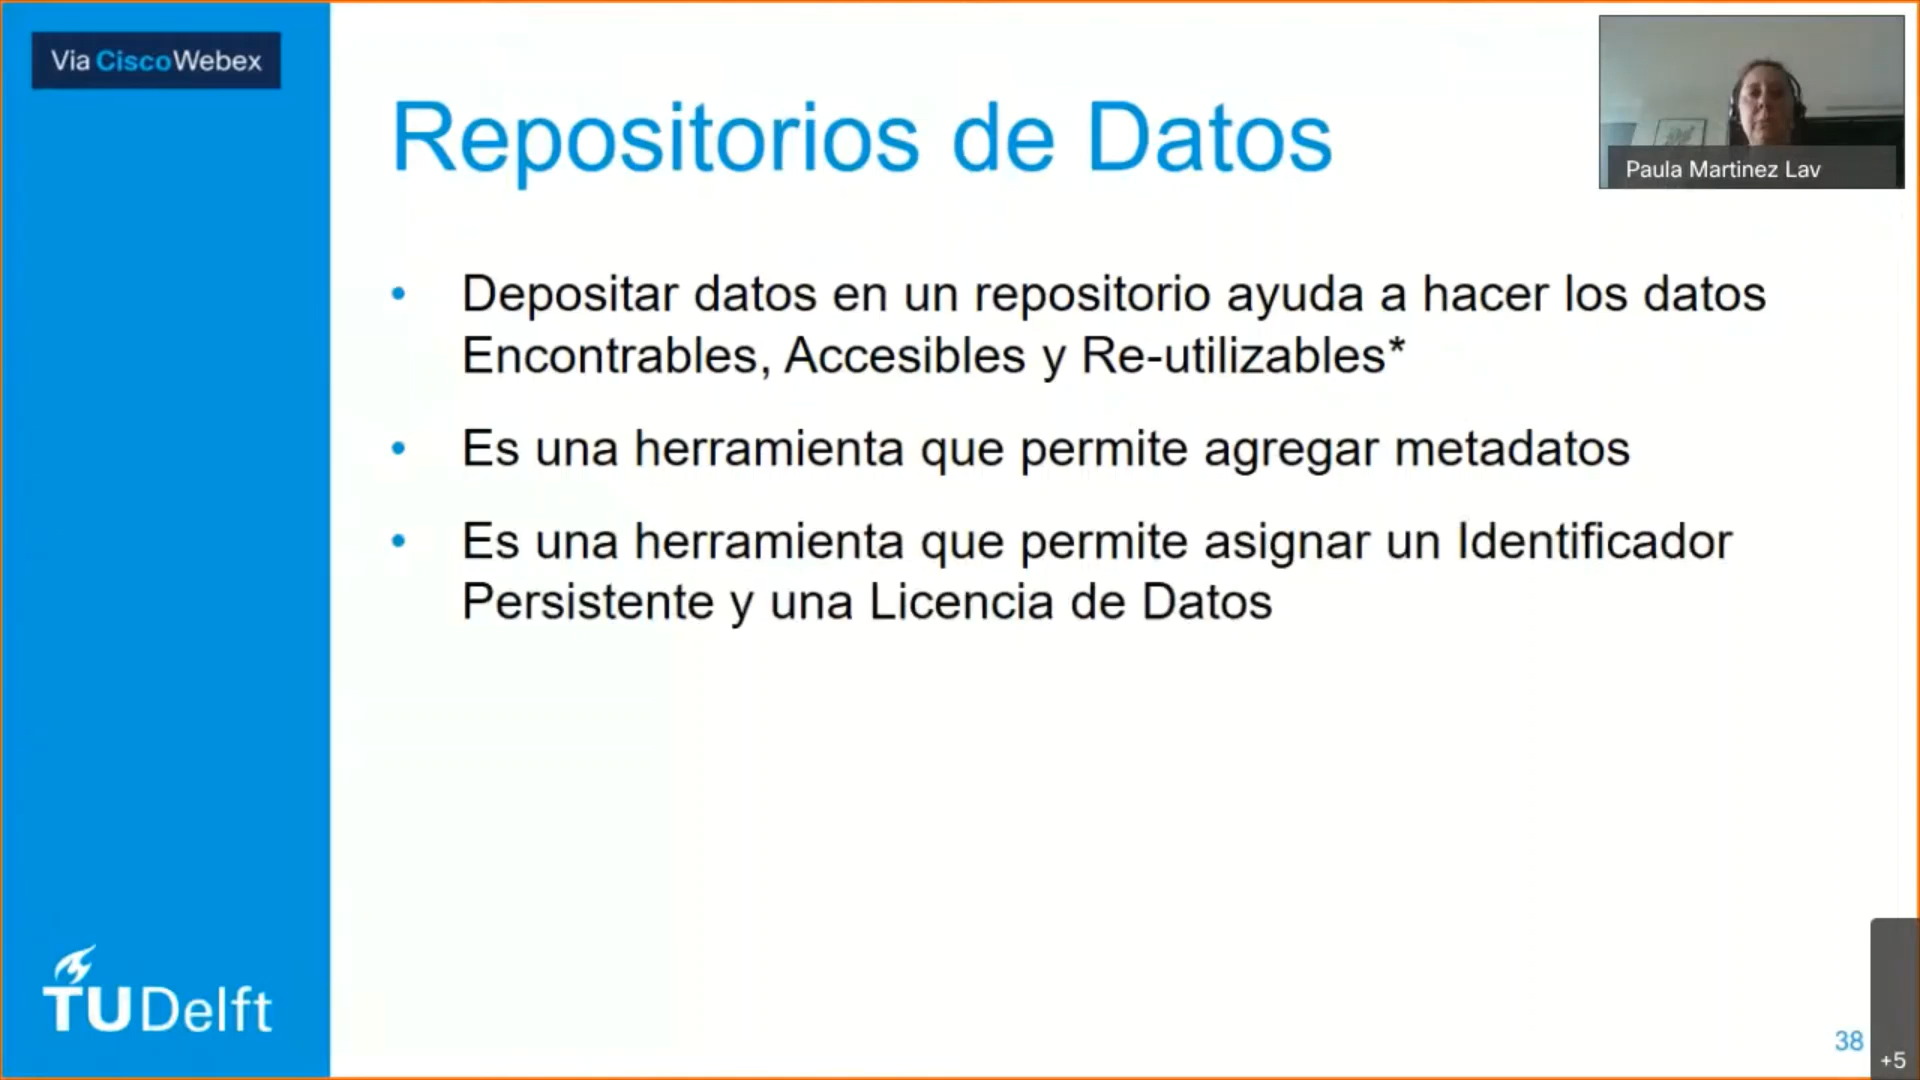 Via CiscoWebex
Repositorios de Datos
Paula Martinez Lav
• Depositar datos en un repositorio ayuda a hacer los datos
Encontrables, Accesibles y Re-utilizables*
• Es una herramienta que permite agregar metadatos
• Es una herramienta que permite asignar un Identificador
Persistente y una Licencia de Datos
TUDelft
38
+5